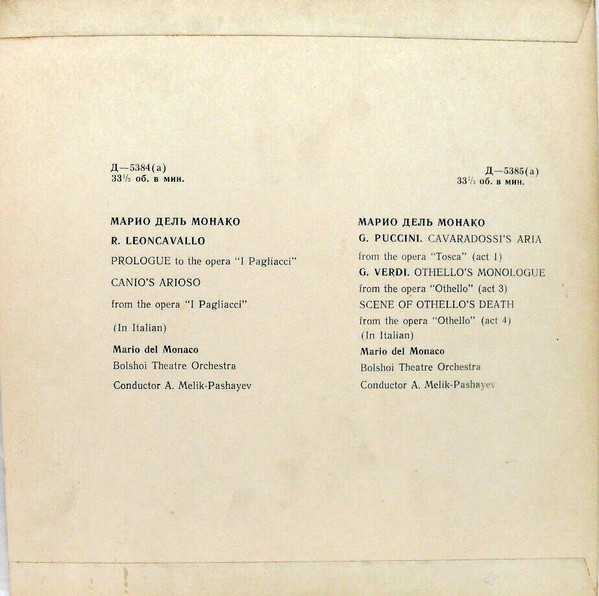 Д—5384(а)
33⅓ об. в мин.
МАРИО ДЕЛЬ МОНАКО
R. LEONCAVALLO
PROLOGUE to the opera "I Pagliacci"
CANIO'S ARIOSO
from the opera "I Pagliacci"
(In Italian)
Mario del Monaco
Bolshoi Theatre Orchestra
Conductor A. Melik-Pashayev
Д—5385(а)
33⅓ об. в мин.
МАРИО ДЕЛЬ МОНАКО
G. PUCCINI. CAVARADOSSI'S ARIA
from the opera "Tosca" (act 1)
G. VERDI. OTHELLO'S MONOLOGUE
from the opera "Othello" (act 3)
SCENE OF OTHELLO'S DEATH
from the opera "Othello" (act 4)
(In Italian)
Mario del Monaco
Bolshoi Theatre Orchestra
Conductor A. Melik-Pashayev